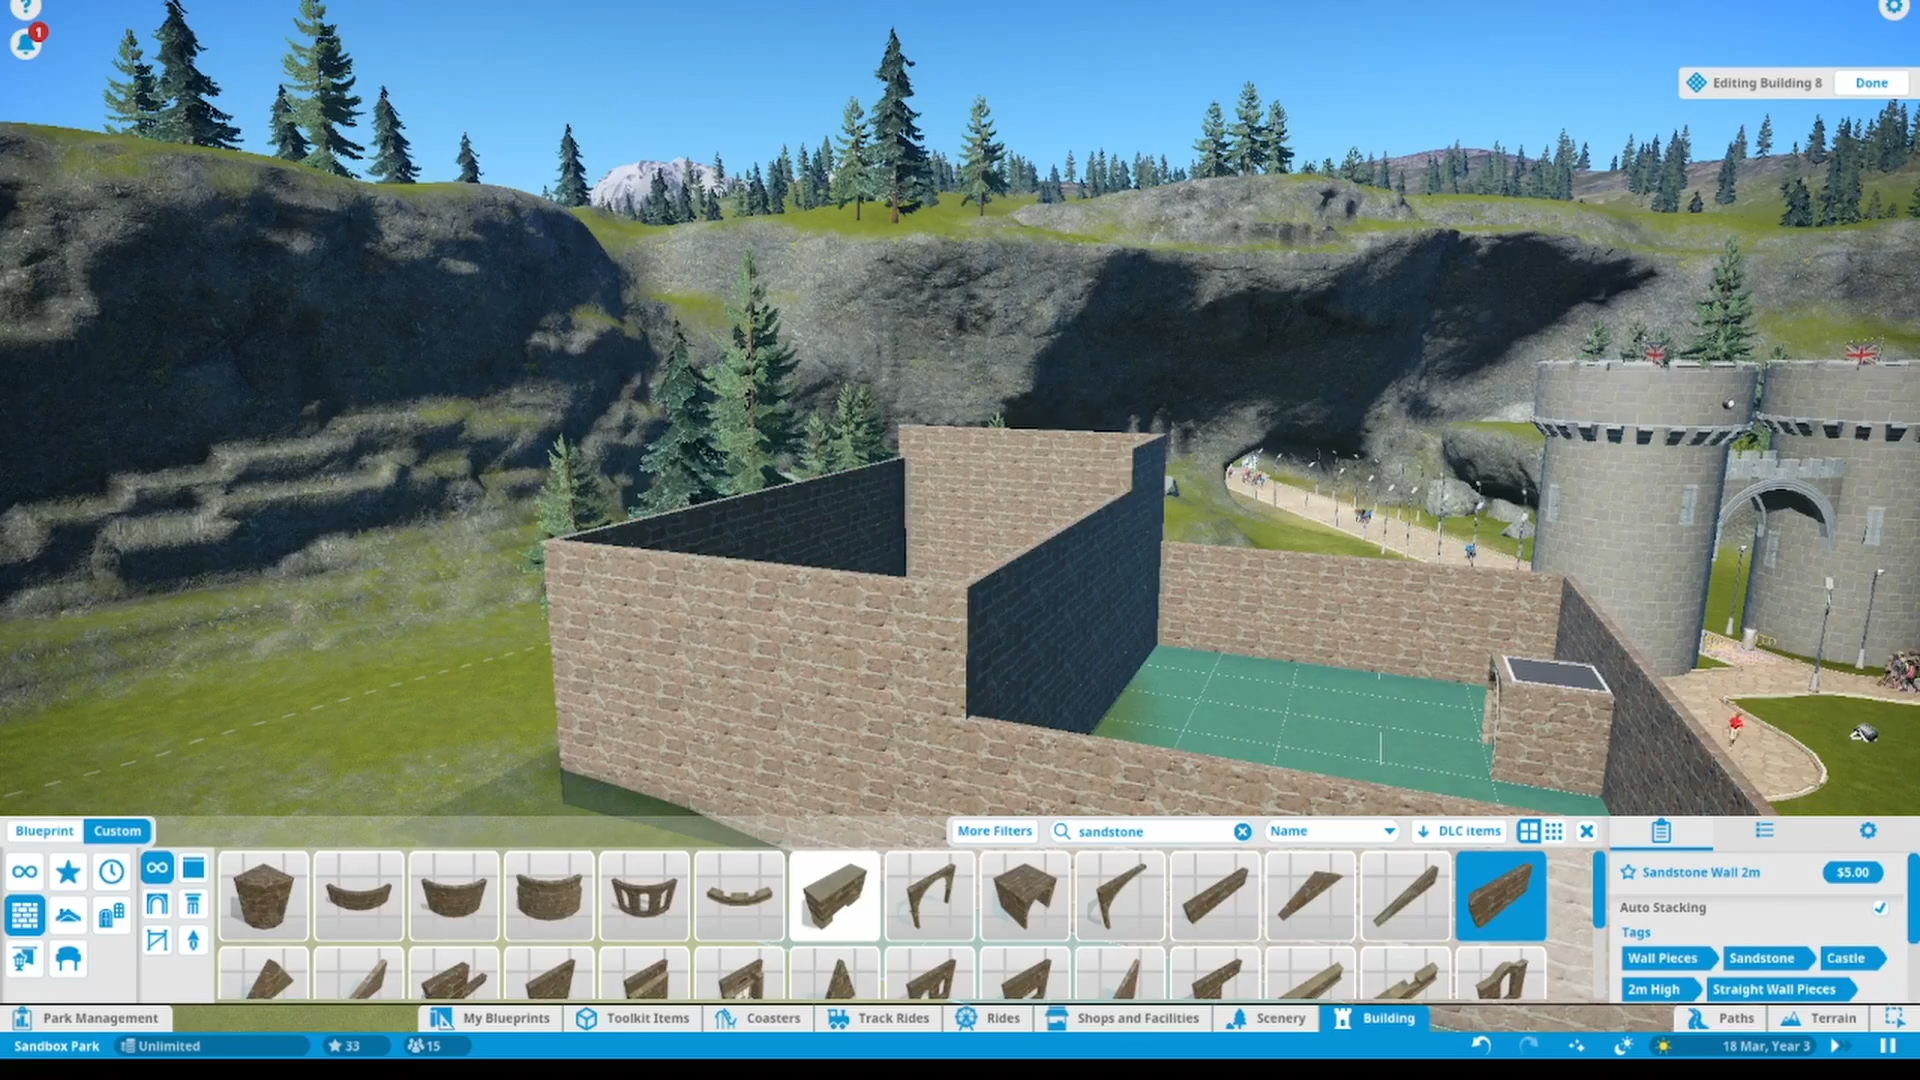 ?
1
Editing Building 8 Done
Blueprint Custom
More Filters sandstone Name DLC items
Sandstone Wall 2m $5.00
Auto Stacking
Tags
Wall Pieces Sandstone Castle
2m High Straight Wall Pieces
Park Management My Blueprints Toolkit Items Coasters Track Rides Rides Shops and Facilities Scenery Building Paths Terrain
Sandbox Park Unlimited 33 15 18 Mar, Year 3